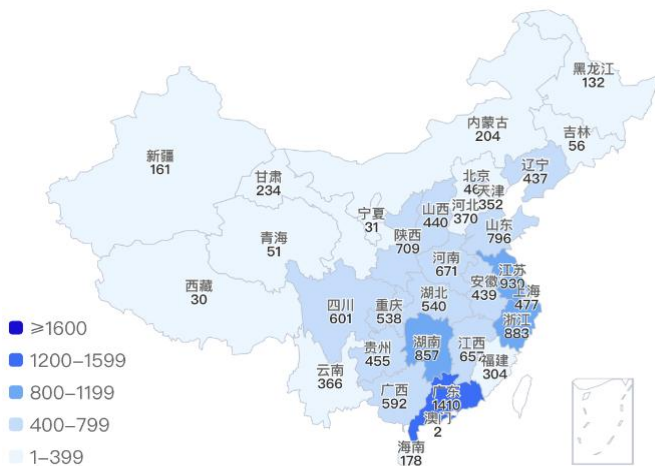 黑龙江
132
内蒙古
204
吉林
56
新疆
161
辽宁
437
甘肃
234
北京
46
天津
352
宁夏
31
山西
440
河北
370
山东
796
青海
51
陕西
709
河南
671
江苏
930
西藏
30
四川
601
重庆
538
湖北
540
安徽
439
上海
477
浙江
883
贵州
455
湖南
857
江西
657
福建
304
云南
366
广西
592
广东
1410
澳门
2
海南
178
≥1600
1200–1599
800–1199
400–799
1–399